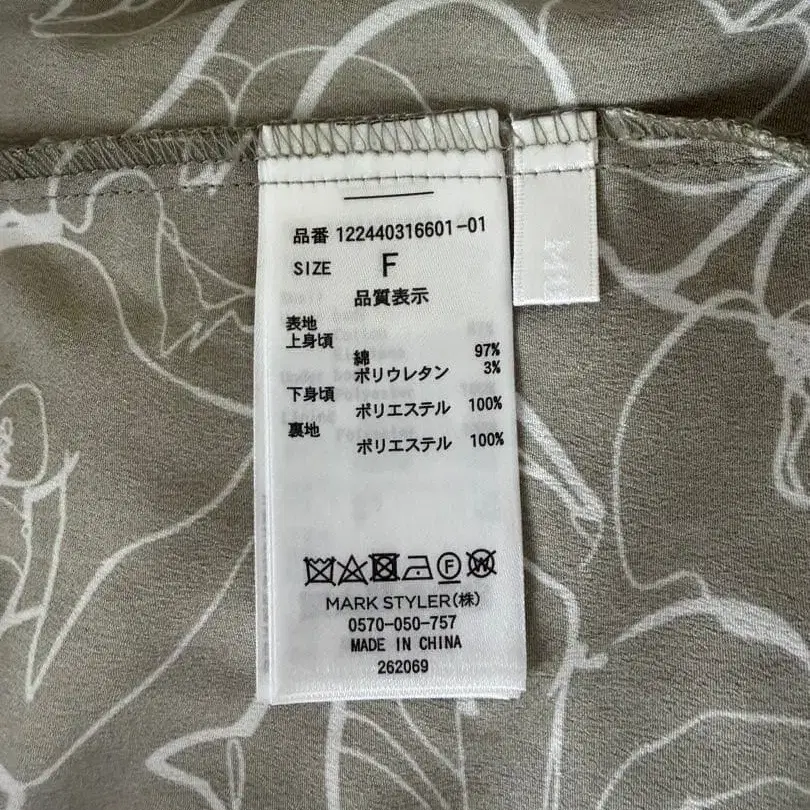 品番 122440316601-01
SIZE F
品質表示
表地
上身頃
綿 97%
ポリウレタン 3%
下身頃
ポリエステル 100%
裏地
ポリエステル 100%
F W
MARK STYLER(株)
0570-050-757
MADE IN CHINA
262069